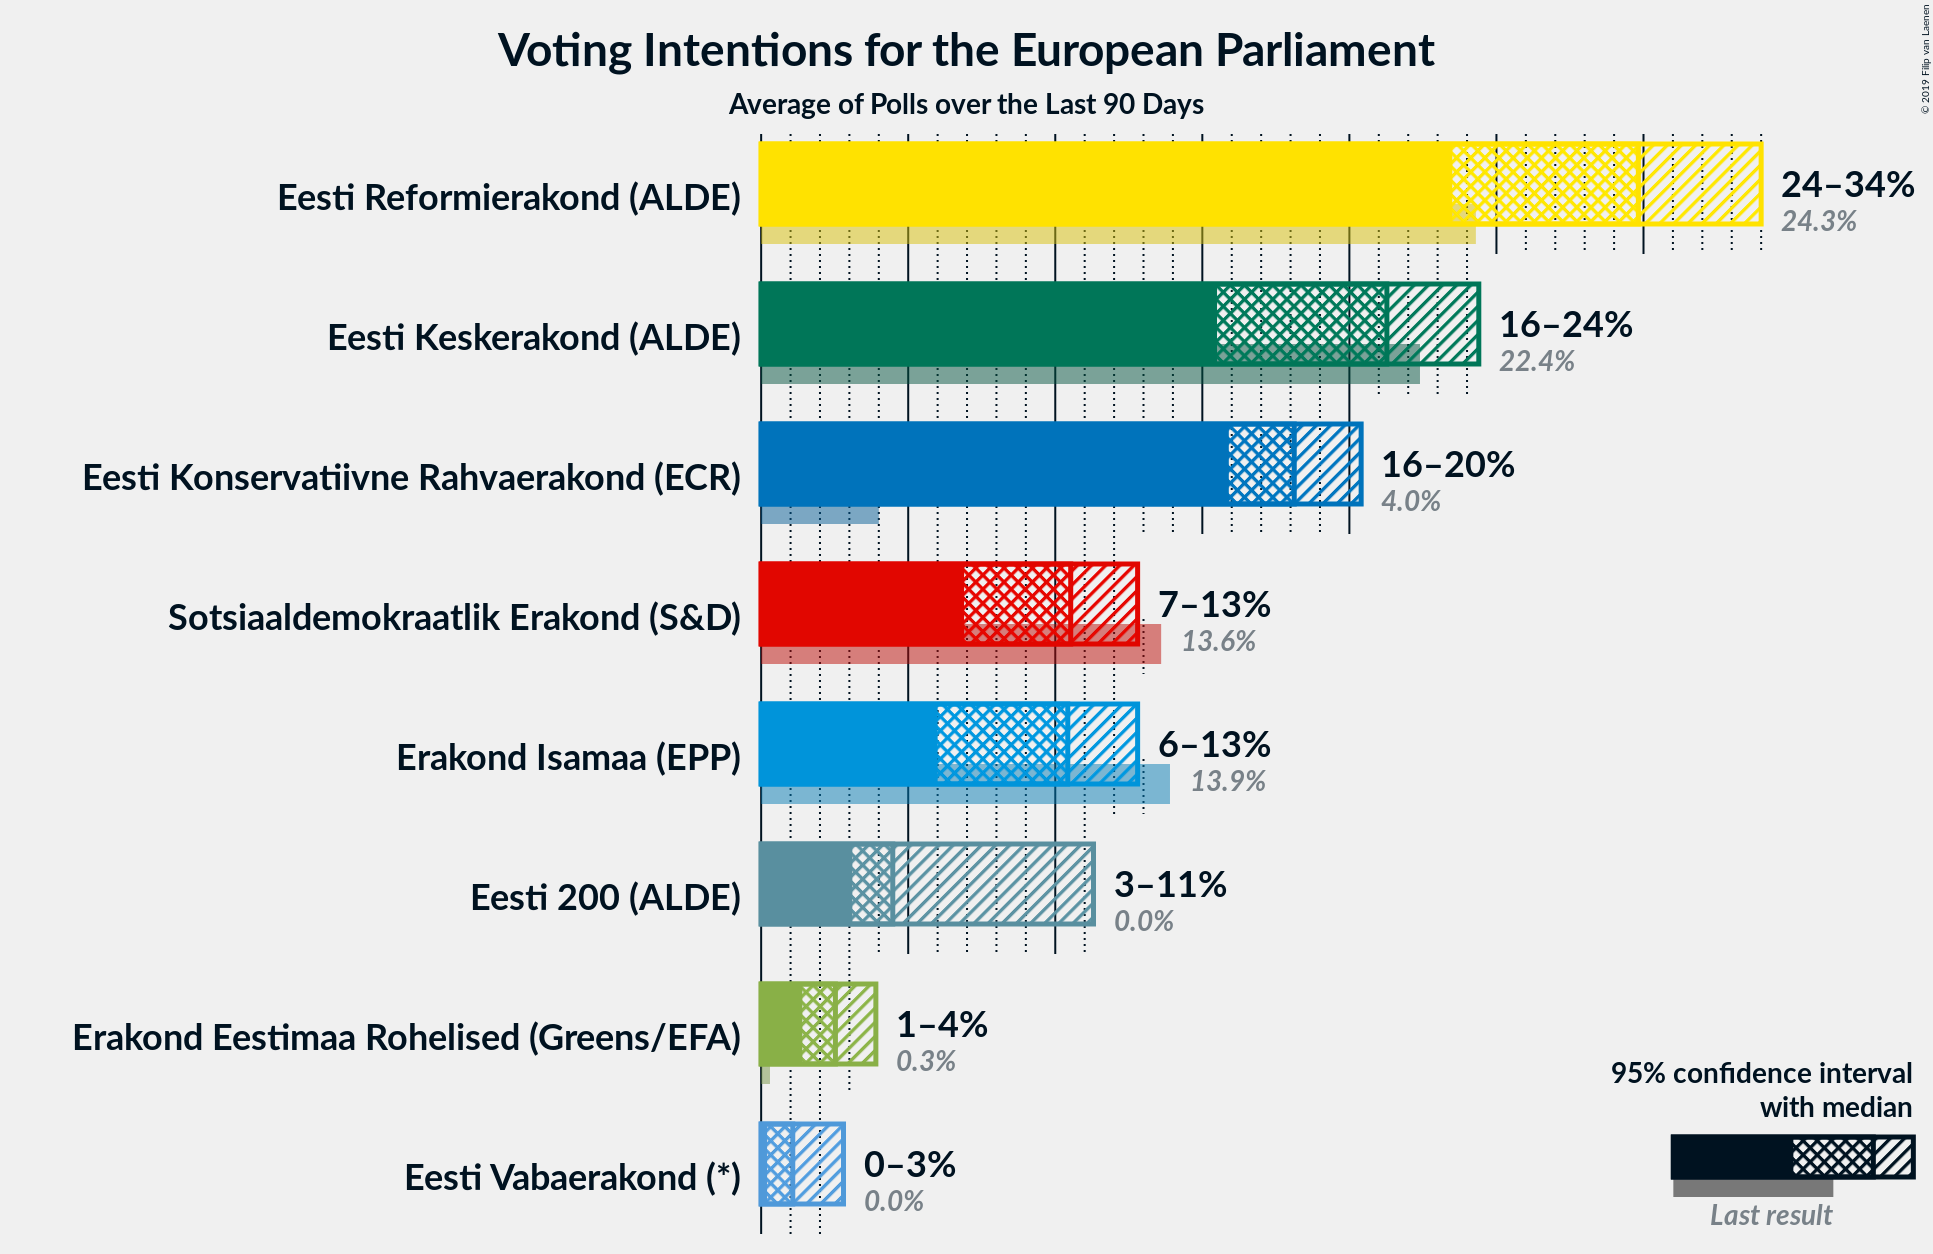 Voting Intentions for the European Parliament
Average of Polls over the Last 90 Days
© 2019 Filip van Laenen
Eesti Reformierakond (ALDE)
24–34%
24.3%
Eesti Keskerakond (ALDE)
16–24%
22.4%
Eesti Konservatiivne Rahvaerakond (ECR)
16–20%
4.0%
Sotsiaaldemokraatlik Erakond (S&D)
7–13%
13.6%
Erakond Isamaa (EPP)
6–13%
13.9%
Eesti 200 (ALDE)
3–11%
0.0%
Erakond Eestimaa Rohelised (Greens/EFA)
1–4%
0.3%
Eesti Vabaerakond (*)
0–3%
0.0%
95% confidence interval
with median
Last result